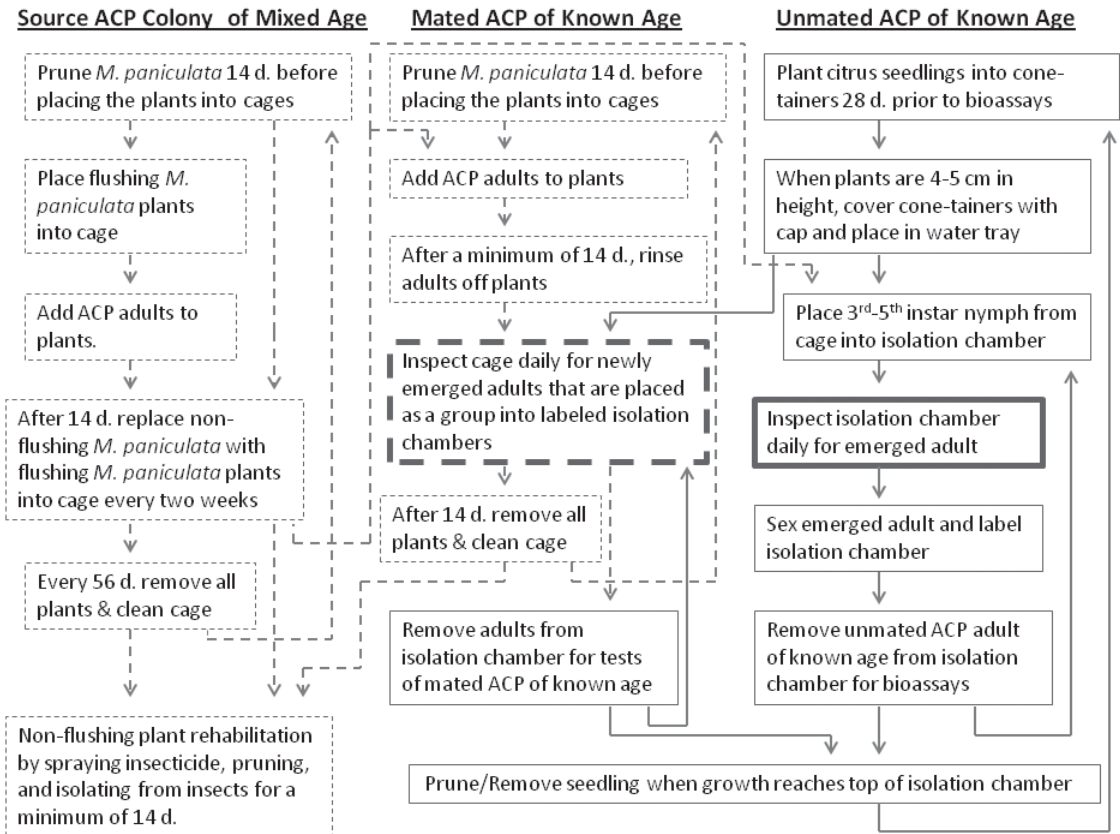 Source ACP Colony of Mixed Age
Prune M. paniculata 14 d. before
placing the plants into cages
Place flushing M.
paniculata plants
into cage
Add ACP adults to
plants.
After 14 d. replace non-
flushing M. paniculata with
flushing M. paniculata plants
into cage every two weeks
Every 56 d. remove all
plants & clean cage
Non-flushing plant rehabilitation
by spraying insecticide, pruning,
and isolating from insects for a
minimum of 14 d.
Mated ACP of Known Age
Prune M. paniculata 14 d. before
placing the plants into cages
Add ACP adults to plants
After a minimum of 14 d., rinse
adults off plants
Inspect cage daily for newly
emerged adults that are placed
as a group into labeled isolation
chambers
After 14 d. remove all
plants & clean cage
Remove adults from
isolation chamber for tests
of mated ACP of known age
Unmated ACP of Known Age
Plant citrus seedlings into cone-
tainers 28 d. prior to bioassays
When plants are 4-5 cm in
height, cover cone-tainers with
cap and place in water tray
Place 3rd-5th instar nymph from
cage into isolation chamber
Inspect isolation chamber
daily for emerged adult
Sex emerged adult and label
isolation chamber
Remove unmated ACP adult
of known age from isolation
chamber for bioassays
Prune/Remove seedling when growth reaches top of isolation chamber